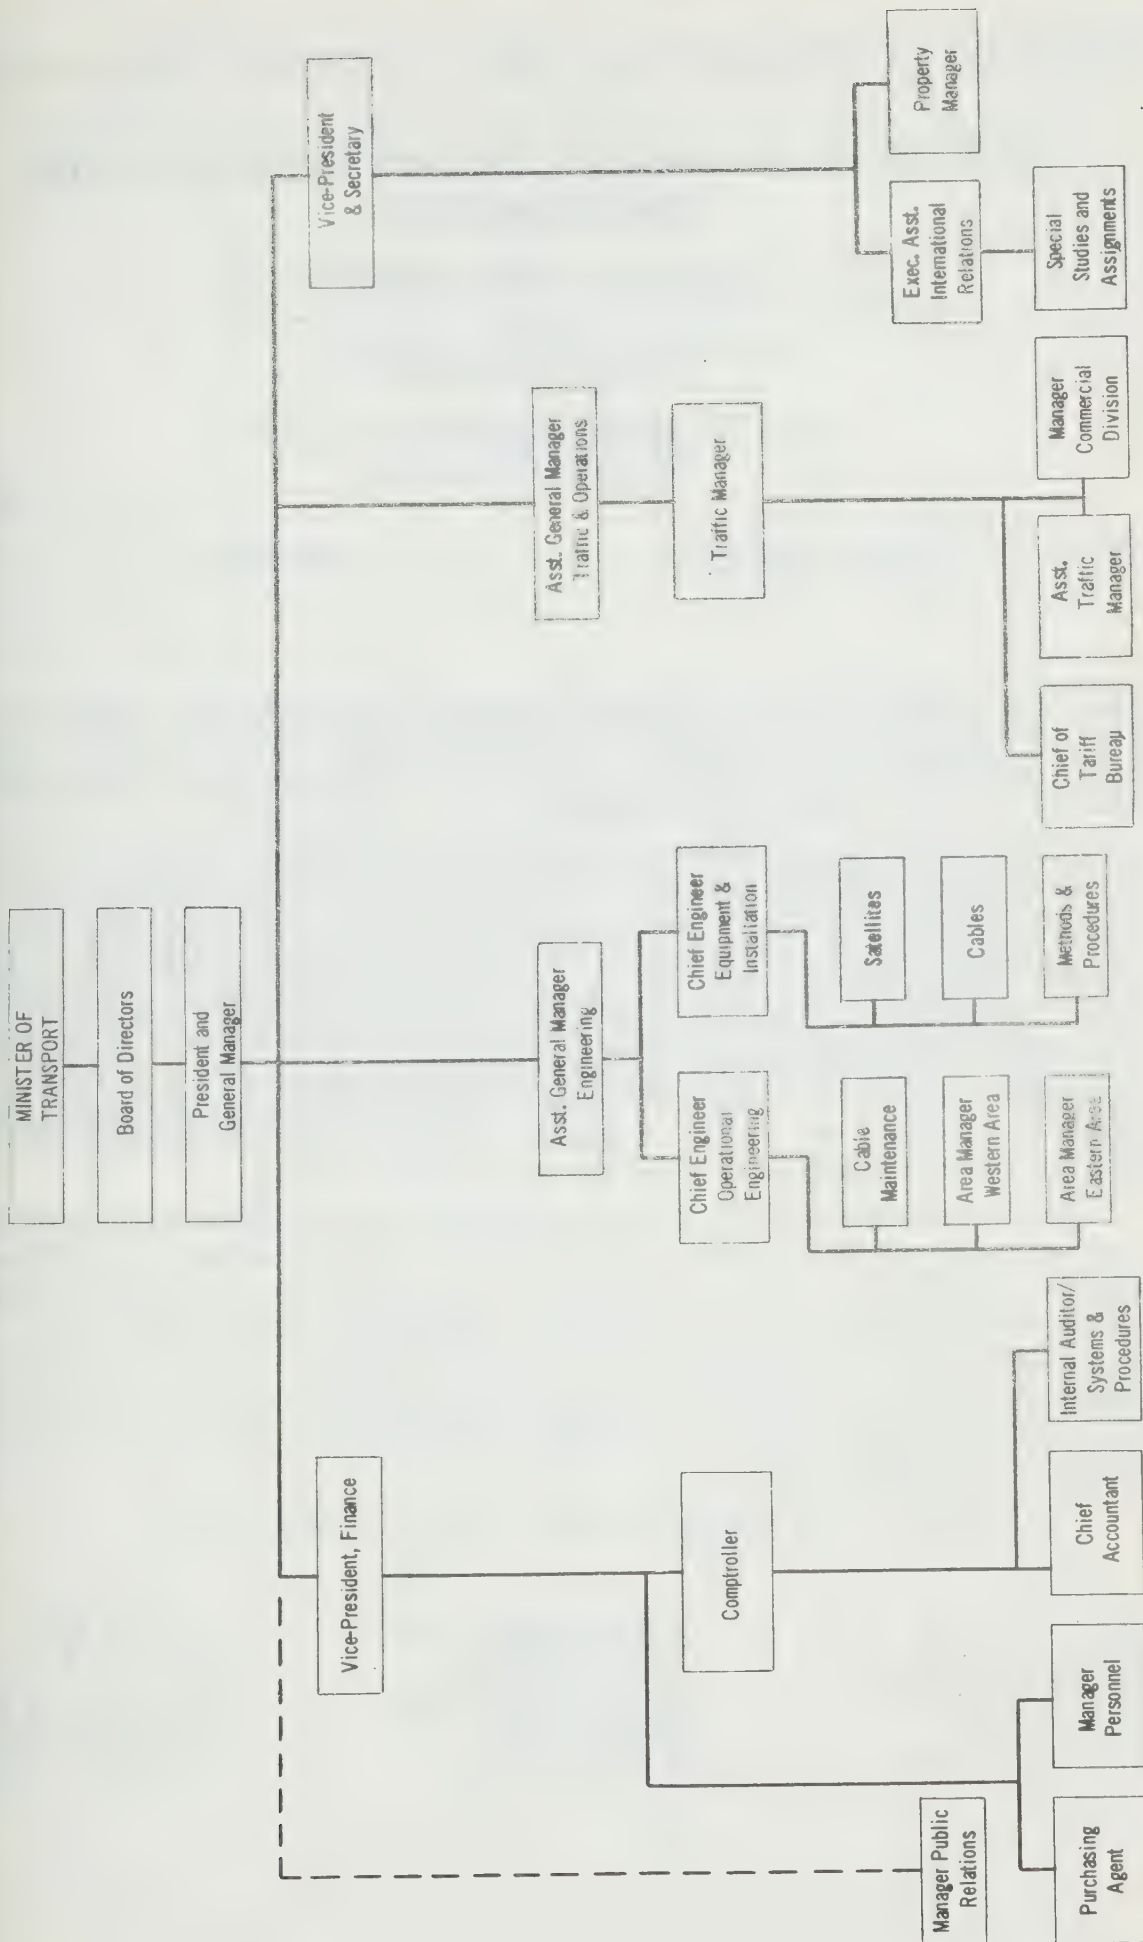 MINISTER OF
TRANSPORT
Board of Directors
President and
General Manager
Vice-President, Finance
Vice-President
& Secretary
Asst. General Manager
Engineering
Asst. General Manager
Traffic & Operations
Comptroller
Chief Engineer
Operational
Engineering
Chief Engineer
Equipment &
Installation
Traffic Manager
Cable
Maintenance
Satellites
Manager Public
Relations
Area Manager
Western Area
Cables
Exec. Asst.
International
Relations
Property
Manager
Purchasing
Agent
Manager
Personnel
Chief
Accountant
Internal Auditor/
Systems &
Procedures
Area Manager
Eastern Area
Methods &
Procedures
Chief of
Tariff
Bureau
Asst.
Traffic
Manager
Manager
Commercial
Division
Special
Studies and
Assignments